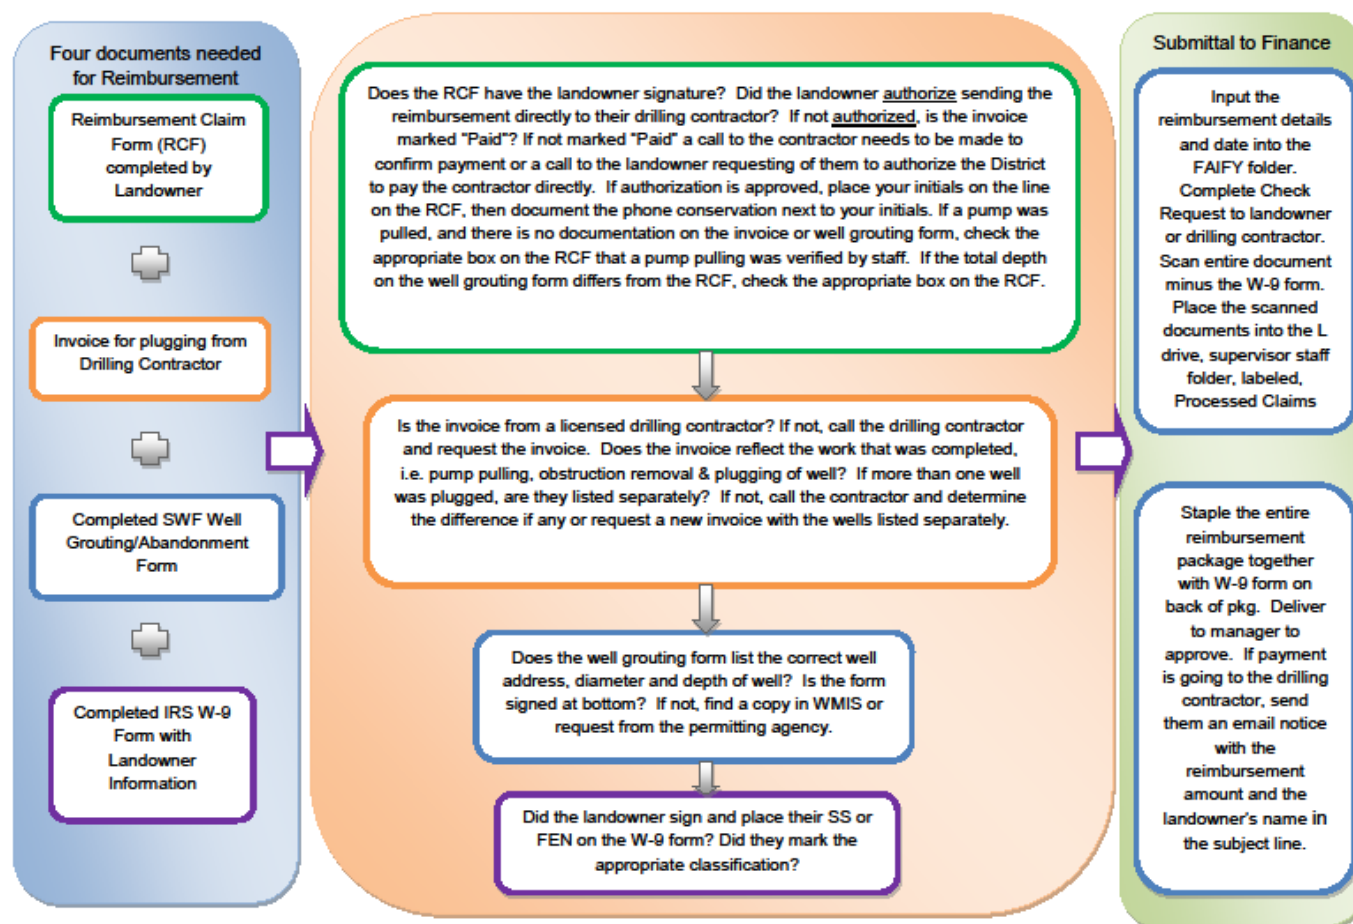 Four documents needed
for Reimbursement
Reimbursement Claim
Form (RCF)
completed by
Landowner
Invoice for plugging from
Drilling Contractor
Completed SWF Well
Grouting/Abandonment
Form
Completed IRS W-9
Form with
Landowner
Information
Does the RCF have the landowner signature?  Did the landowner authorize sending the
reimbursement directly to their drilling contractor?  If not authorized, is the invoice
marked "Paid"? If not marked "Paid" a call to the contractor needs to be made to
confirm payment or a call to the landowner requesting of them to authorize the District
to pay the contractor directly.  If authorization is approved, place your initials on the line
on the RCF, then document the phone conservation next to your initials. If a pump was
pulled, and there is no documentation on the invoice or well grouting form, check the
appropriate box on the RCF that a pump pulling was verified by staff.  If the total depth
on the well grouting form differs from the RCF, check the appropriate box on the RCF.
Is the invoice from a licensed drilling contractor? If not, call the drilling contractor
and request the invoice.  Does the invoice reflect the work that was completed,
i.e. pump pulling, obstruction removal & plugging of well?  If more than one well
was plugged, are they listed separately?  If not, call the contractor and determine
the difference if any or request a new invoice with the wells listed separately.
Does the well grouting form list the correct well
address, diameter and depth of well?  Is the form
signed at bottom?  If not, find a copy in WMIS or
request from the permitting agency.
Did the landowner sign and place their SS or
FEN on the W-9 form? Did they mark the
appropriate classification?
Submittal to Finance
Input the
reimbursement details
and date into the
FAIFY folder.
Complete Check
Request to landowner
or drilling contractor.
Scan entire document
minus the W-9 form.
Place the scanned
documents into the L
drive, supervisor staff
folder, labeled,
Processed Claims
Staple the entire
reimbursement
package together
with W-9 form on
back of pkg.  Deliver
to manager to
approve.  If payment
is going to the drilling
contractor, send
them an email notice
with the
reimbursement
amount and the
landowner's name in
the subject line.